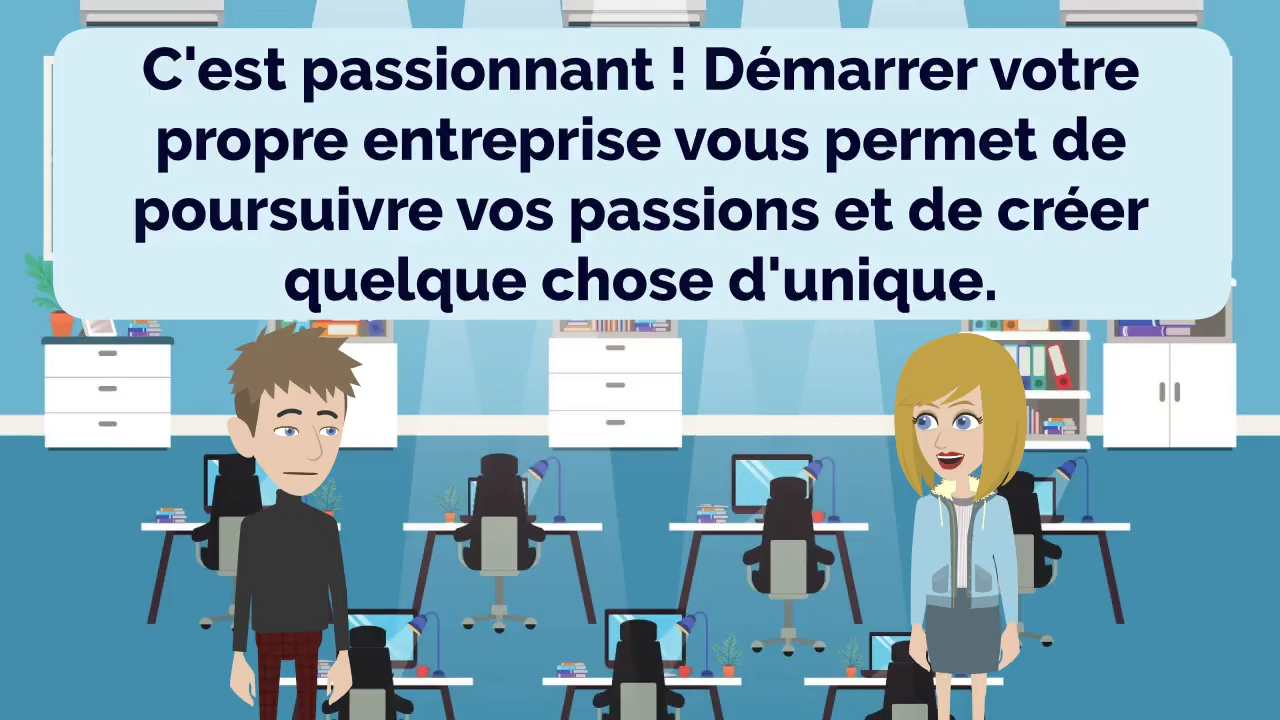 C'est passionnant ! Démarrer votre
propre entreprise vous permet de
poursuivre vos passions et de créer
quelque chose d'unique.